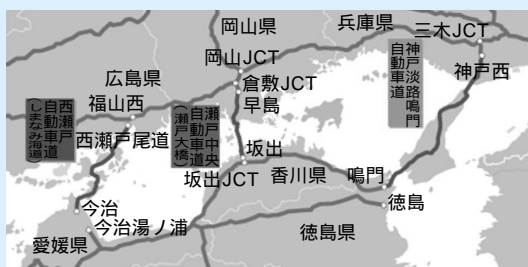 岡山県
兵庫県
三木JCT
岡山JCT
神戸淡路鳴門
自動車道
神戸西
広島県
倉敷JCT
福山西
早島
西瀬戸
自動車道
(しまなみ海道)
瀬戸中央
自動車道
(瀬戸大橋)
西瀬戸尾道
坂出
坂出JCT
香川県
鳴門
今治
徳島
今治湯ノ浦
愛媛県
徳島県